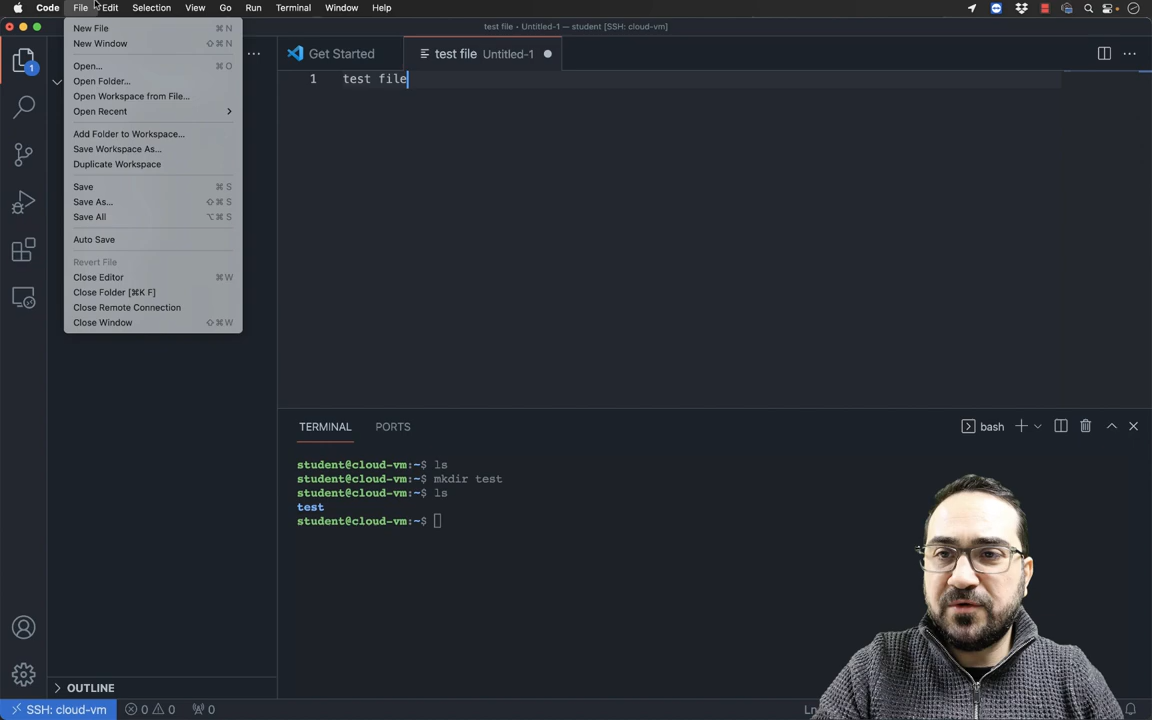 Code File Edit Selection View Go Run Terminal Window Help
test file - Untitled-1 - student [SSH: cloud-vm]
New File ⌘ N
New Window ⇧⌘ N
Open... ⌘ O
Open Folder...
Open Workspace from File...
Open Recent
Add Folder to Workspace...
Save Workspace As...
Duplicate Workspace
Save ⌘ S
Save As... ⇧⌘ S
Save All ⌥⌘ S
Auto Save
Revert File
Close Editor ⌘ W
Close Folder [⌘K F]
Close Remote Connection
Close Window ⇧⌘ W
1
Get Started
test file Untitled-1
1 test file
TERMINAL PORTS
bash
student@cloud-vm:~$ ls
student@cloud-vm:~$ mkdir test
student@cloud-vm:~$ ls
test
student@cloud-vm:~$
OUTLINE
SSH: cloud-vm 0 0 0